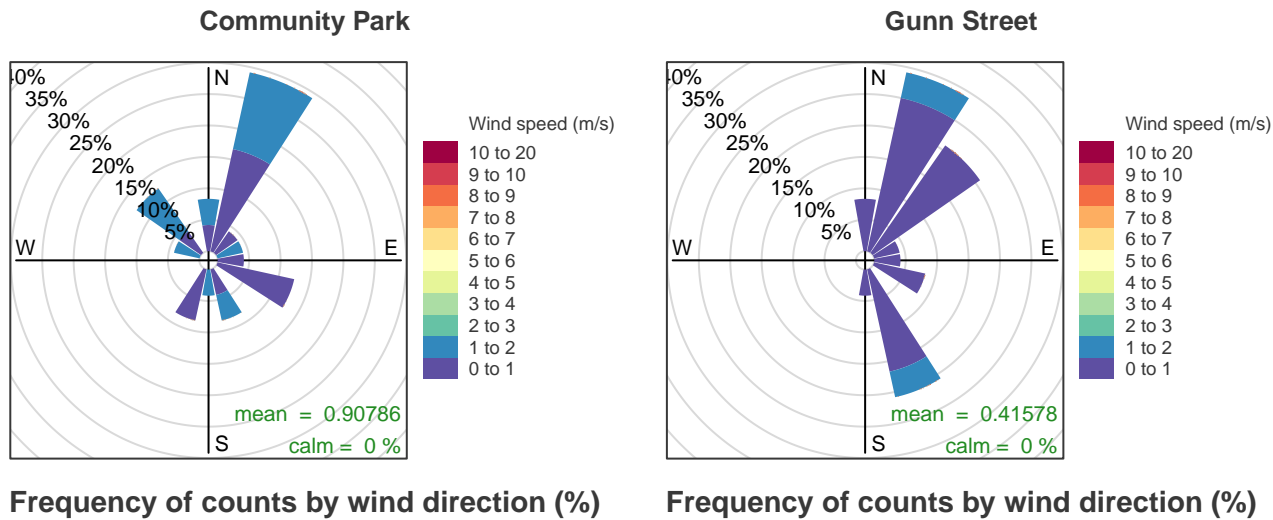 Community Park
N
E
S
W
40%
35%
30%
25%
20%
15%
10%
5%
mean = 0.90786
calm = 0 %
Wind speed (m/s)
10 to 20
9 to 10
8 to 9
7 to 8
6 to 7
5 to 6
4 to 5
3 to 4
2 to 3
1 to 2
0 to 1
Frequency of counts by wind direction (%)
Gunn Street
N
E
S
W
40%
35%
30%
25%
20%
15%
10%
5%
mean = 0.41578
calm = 0 %
Wind speed (m/s)
10 to 20
9 to 10
8 to 9
7 to 8
6 to 7
5 to 6
4 to 5
3 to 4
2 to 3
1 to 2
0 to 1
Frequency of counts by wind direction (%)